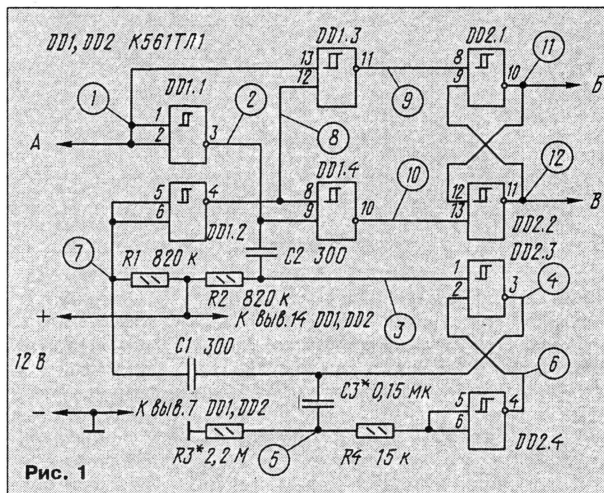 DD1, DD2 К561ТЛ1
DD1.3
DD2.1
DD1.1
13
12
11
8
9
10
11
Б
1
2
9
1
2
3
А
8
12
DD1.4
5
6
4
8
9
10
10
12
13
11
В
DD1.2
DD2.2
C2 300
DD2.3
7
R1 820 к
R2 820 к
1
2
3
4
+
К выв.14 DD1, DD2
3
12 В
C1 300
6
C3* 0,15 мк
−
К выв.7 DD1, DD2
5
6
4
R3* 2,2 М
5
R4 15 к
DD2.4
Рис. 1